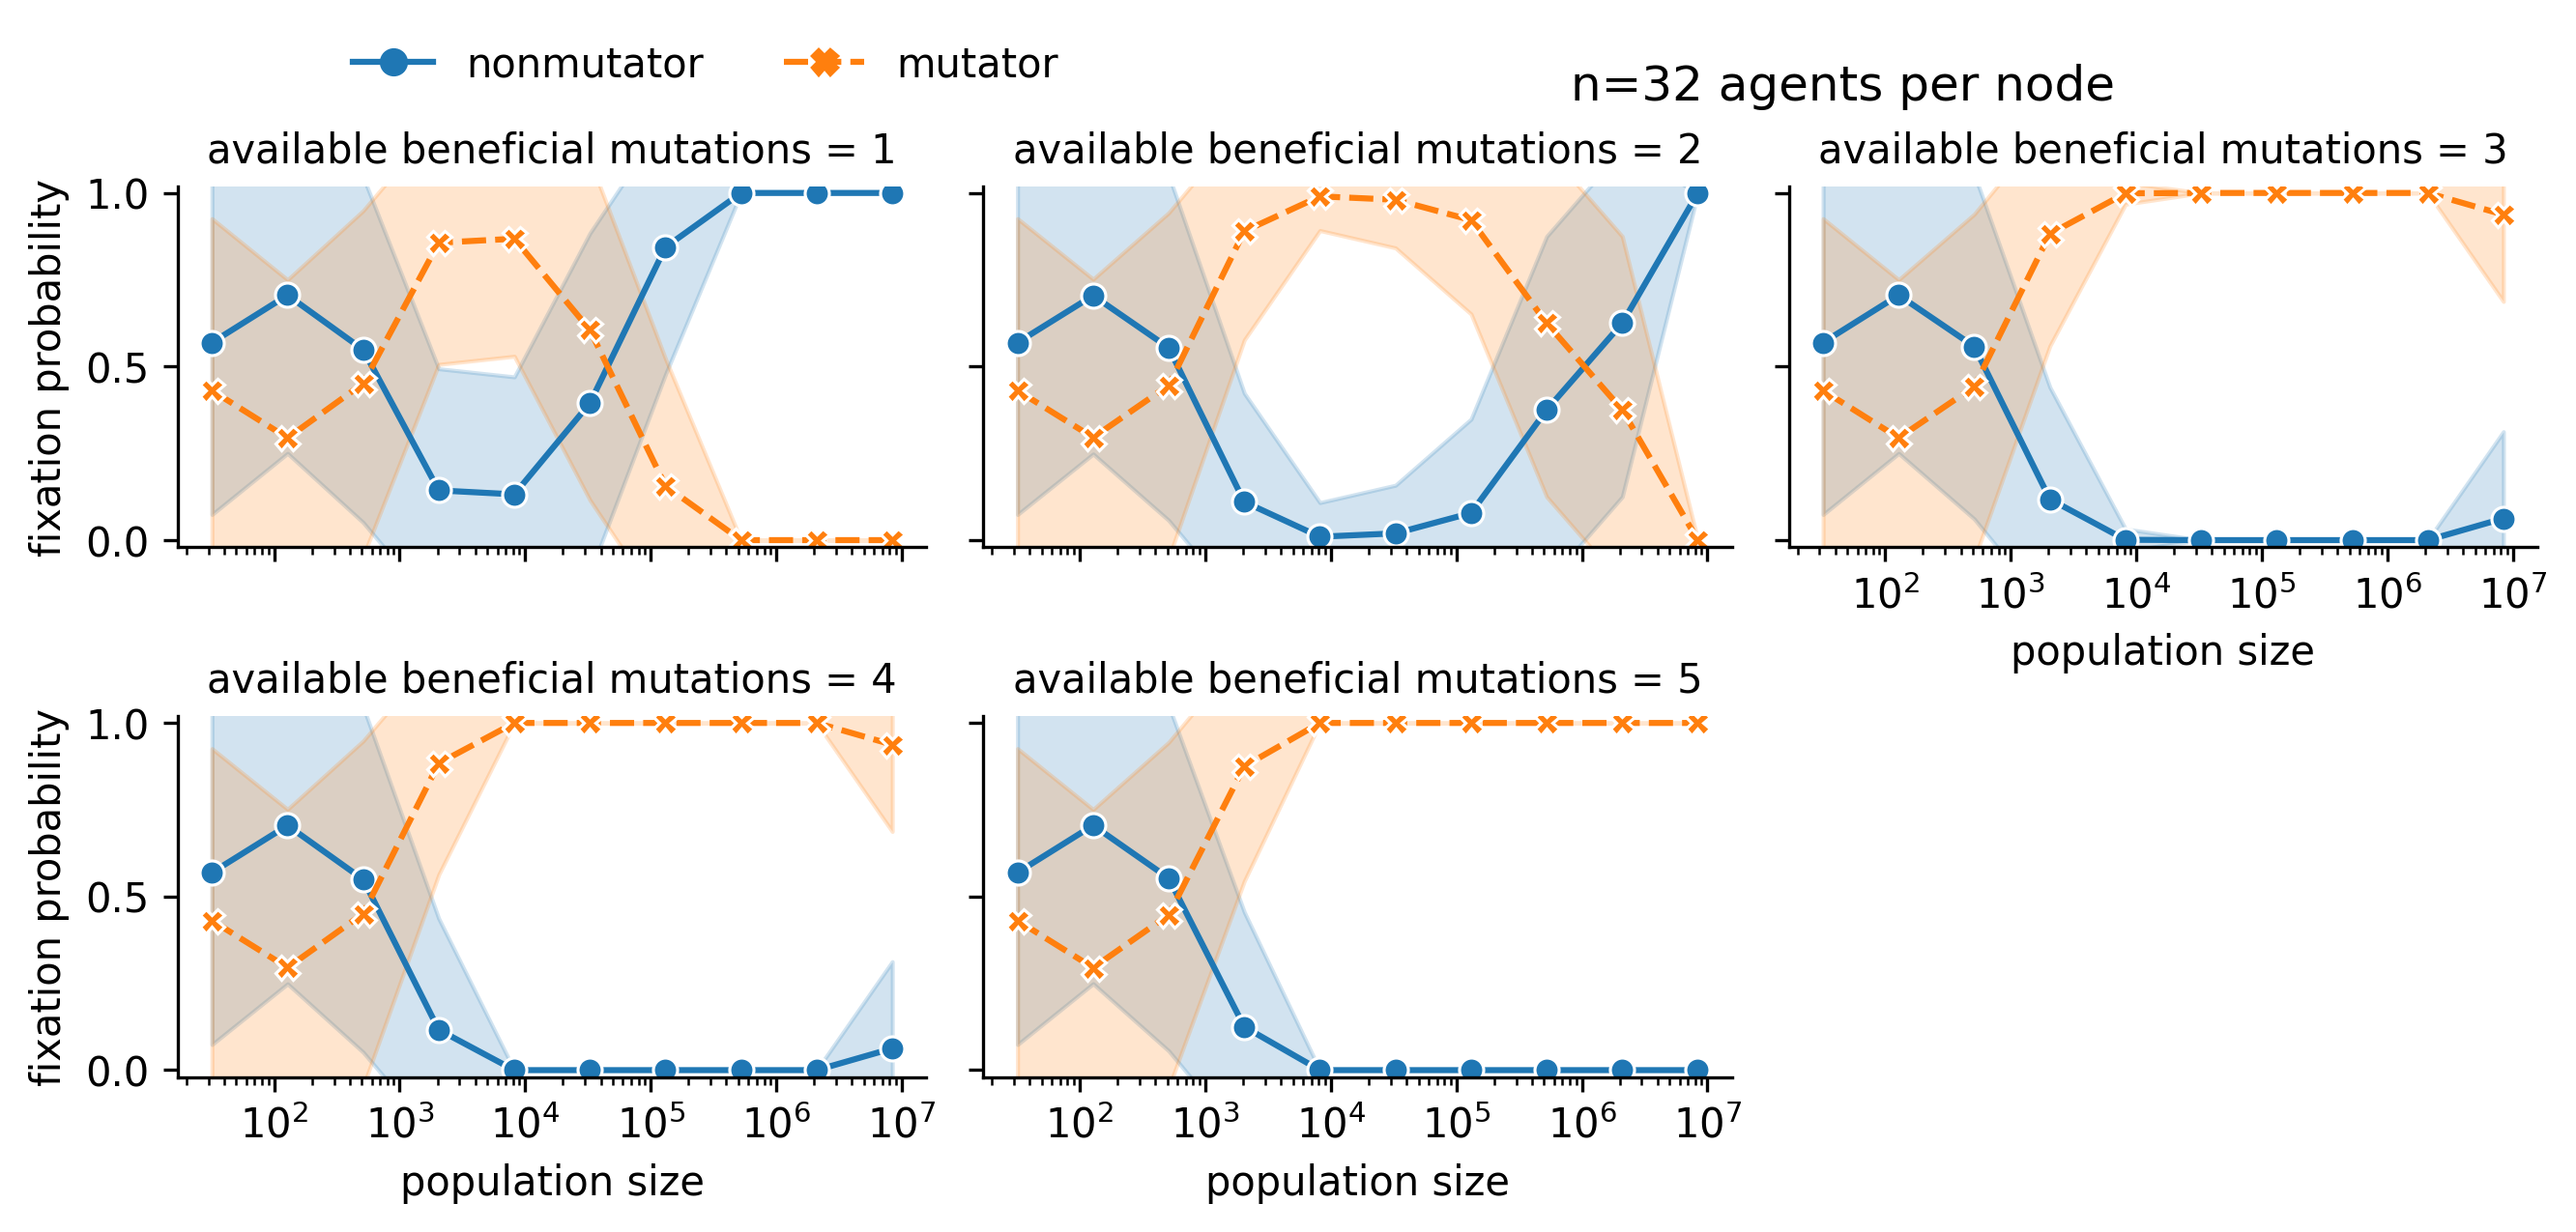 nonmutator
mutator
n=32 agents per node
available beneficial mutations = 1
available beneficial mutations = 2
available beneficial mutations = 3
fixation probability
1.0
0.5
0.0
10² 10³ 10⁴ 10⁵ 10⁶ 10⁷
population size
available beneficial mutations = 4
available beneficial mutations = 5
fixation probability
1.0
0.5
0.0
10² 10³ 10⁴ 10⁵ 10⁶ 10⁷
10² 10³ 10⁴ 10⁵ 10⁶ 10⁷
population size
population size